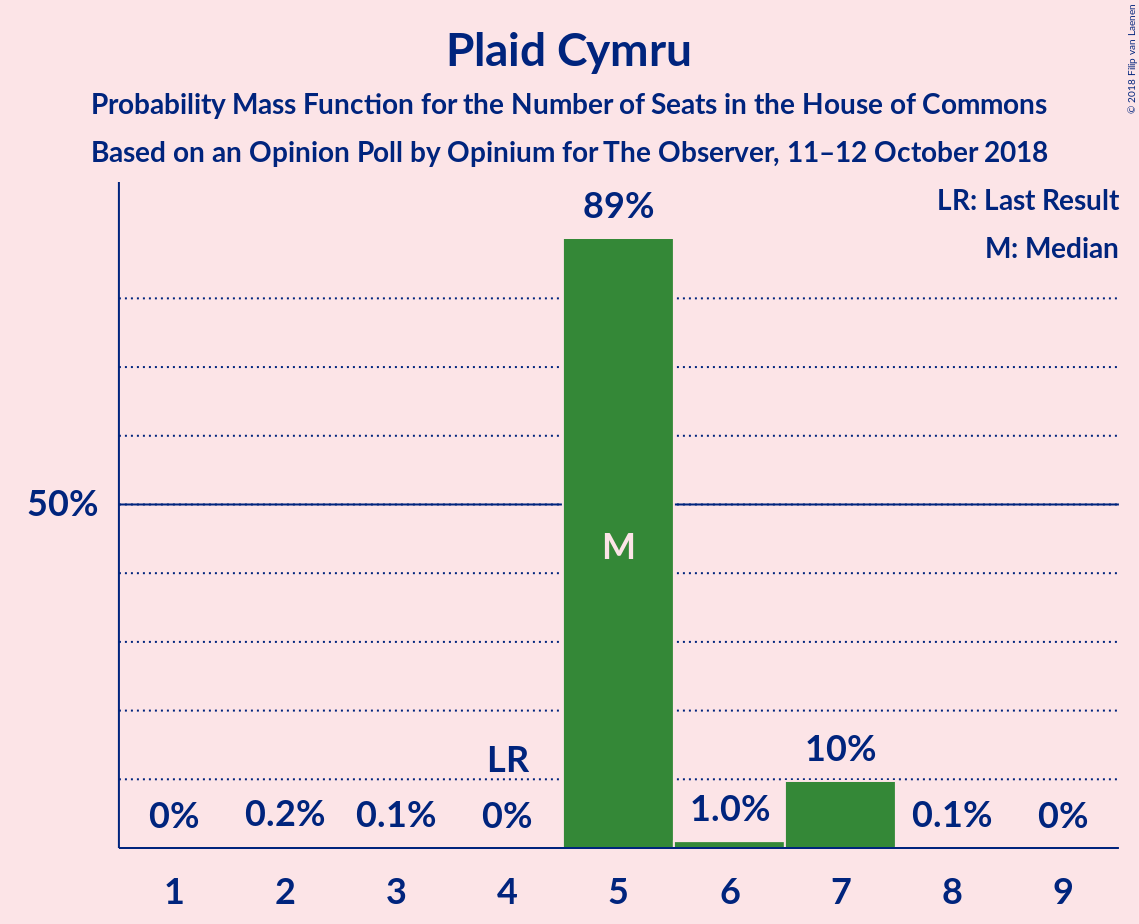 Plaid Cymru
Probability Mass Function for the Number of Seats in the House of Commons
Based on an Opinion Poll by Opinium for The Observer, 11–12 October 2018
© 2018 Filip van Laenen
LR: Last Result
M: Median
89%
50%
M
LR
10%
0%
0.2%
0.1%
0%
1.0%
0.1%
0%
1 2 3 4 5 6 7 8 9